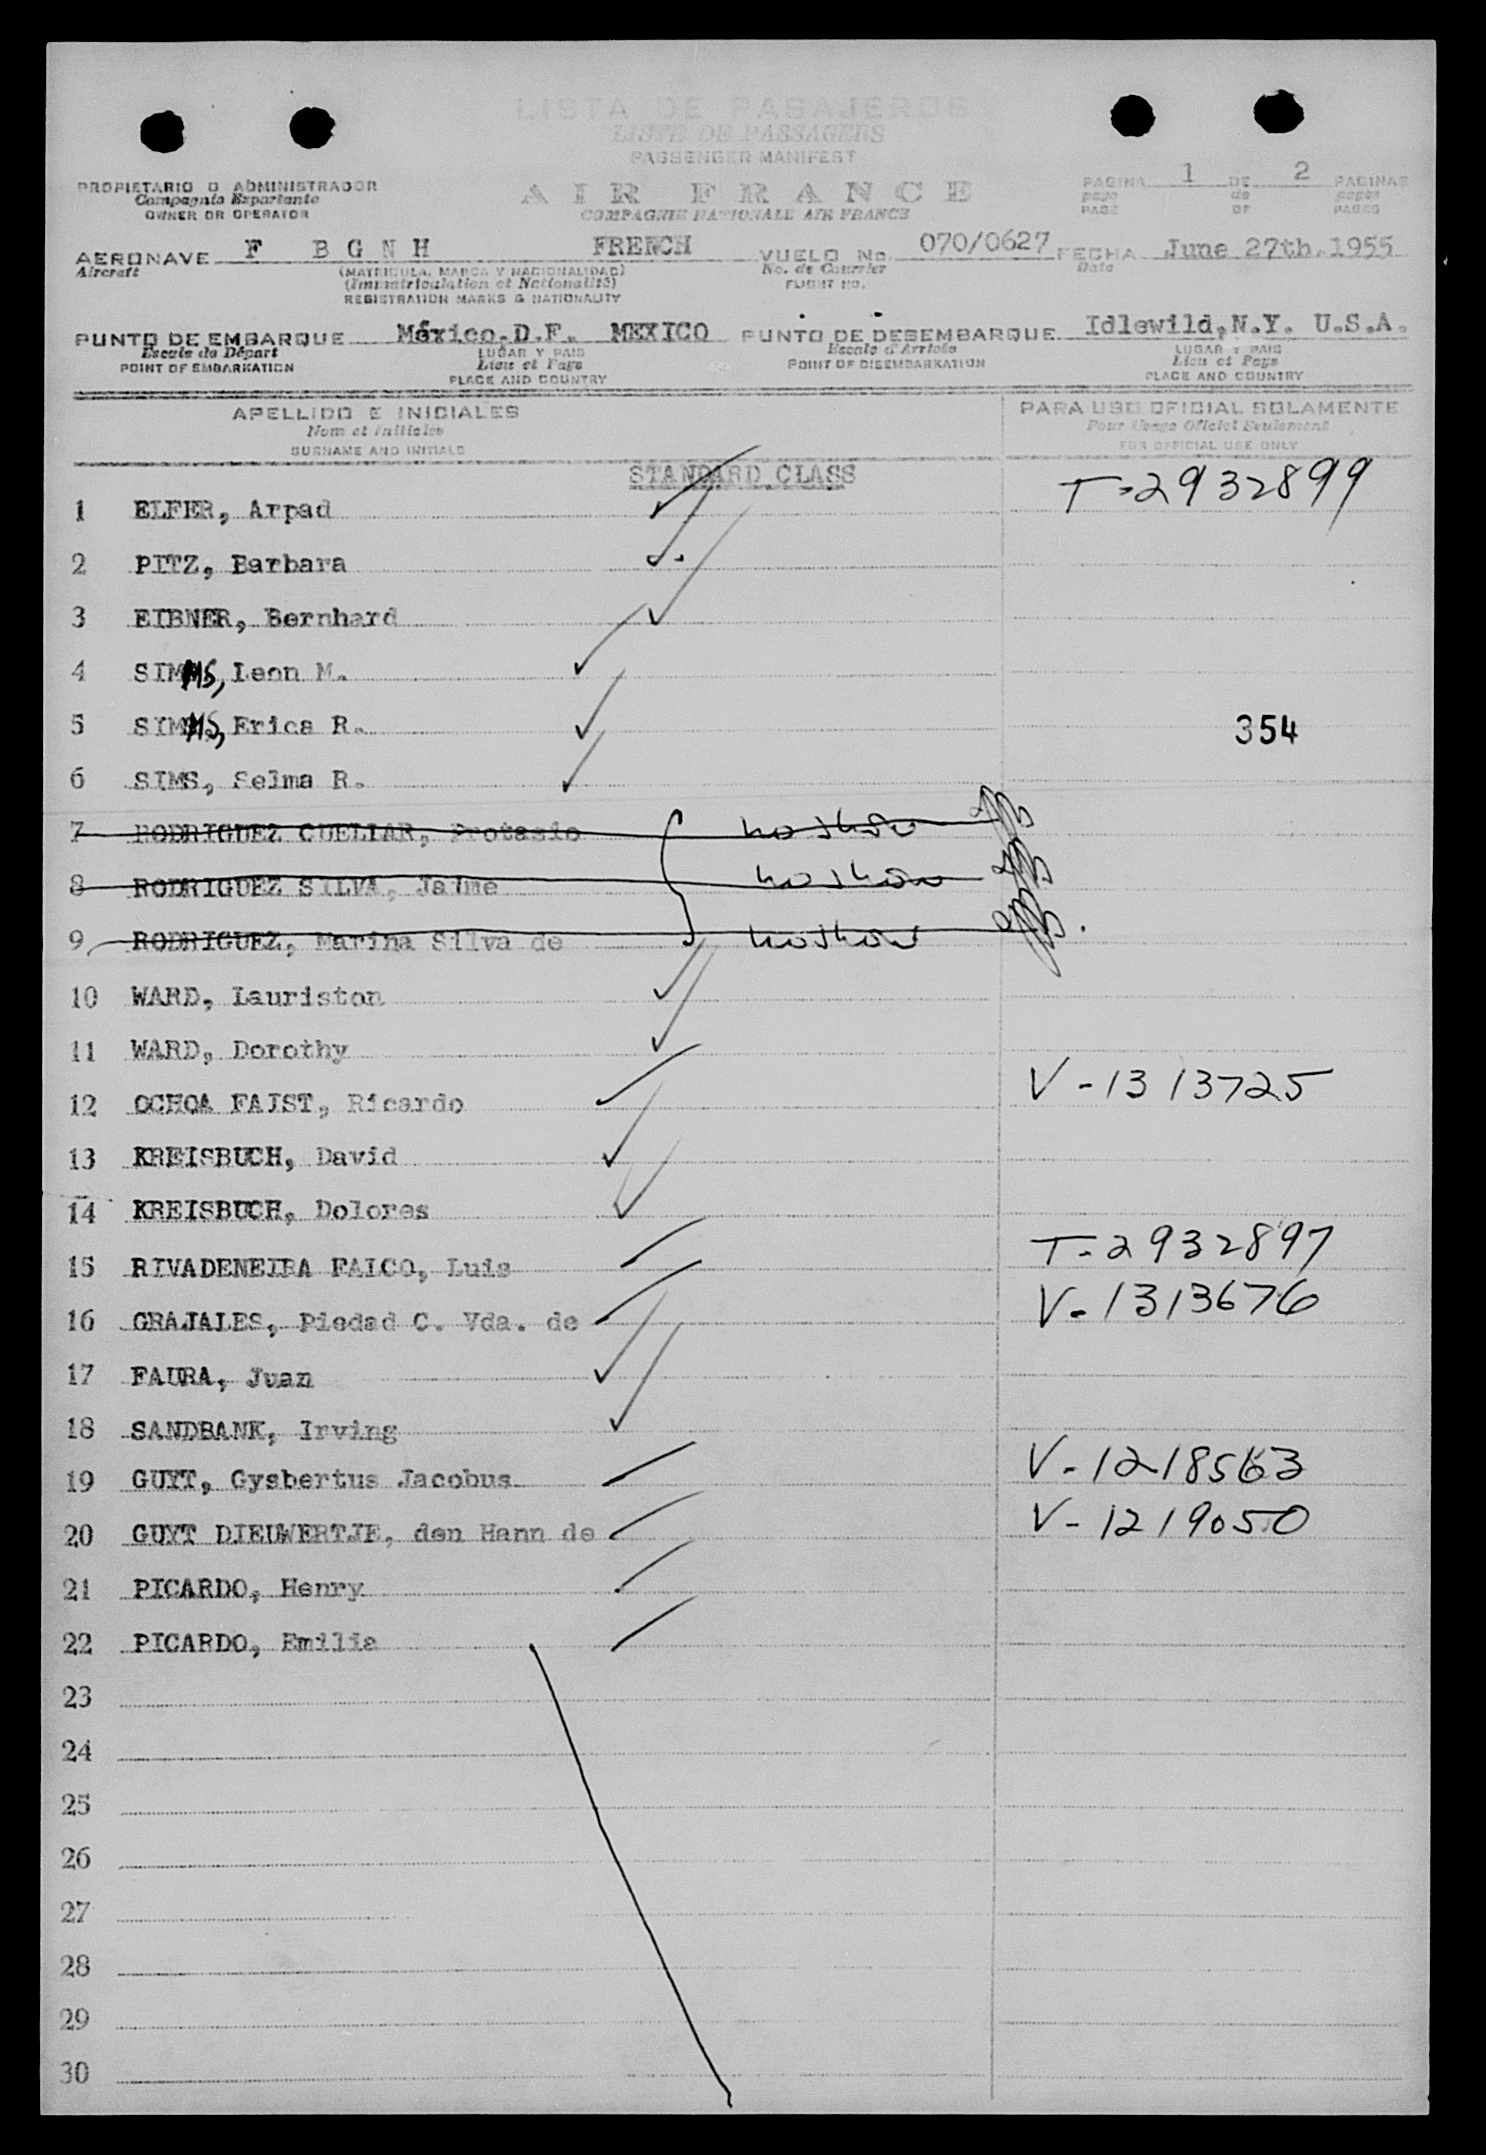 LISTA DE PASAJEROS
LISTE DE PASSAGERS
PASSENGER MANIFEST
PROPIETARIO O ADMINISTRADOR
Compagnie Exportante
OWNER OR OPERATOR
AIR FRANCE
COMPAGNIE NATIONALE AIR FRANCE
PAGINA 1 DE 2 PAGINAS
page de pages
PAGE OF PAGES
AERONAVE F BGNH FRENCH VUELO No. 070/0627 FECHA June 27th.1955
Aircraft (MATRICULA, MARCA Y NACIONALIDAD) No. de Courrier Date
(Immatriculation et Nationalité) FLIGHT NO.
REGISTRATION MARKS & NATIONALITY
PUNTO DE EMBARQUE México.D.F. MEXICO PUNTO DE DESEMBARQUE Idlewild,N.Y. U.S.A.
Escale de Départ LUGAR Y PAIS Escale d'Arrivée LUGAR Y PAIS
POINT OF EMBARKATION Lieu et Pays POINT OF DISEMBARKATION Lieu et Pays
PLACE AND COUNTRY PLACE AND COUNTRY
APELLIDO E INICIALES PARA USO OFICIAL SOLAMENTE
Nom et Initiales Pour Usage Officiel Seulement
SURNAME AND INITIALS FOR OFFICIAL USE ONLY
STANDARD CLASS
1 ELFER, Arpad T-2932899
2 PITZ, Barbara
3 EIBNER, Bernhard
4 SIMMS, Leon M.
5 SIMMS, Erica R. 354
6 SIMS, Selma R.
7 RODRIGUEZ CUELLAR, Protasio noshow
8 RODRIGUEZ SILVA, Jaime noshow
9 RODRIGUEZ, Marina Silva de noshow
10 WARD, Lauriston
11 WARD, Dorothy
12 OCHOA FAJST, Ricardo V-1313725
13 KREISBUCH, David
14 KREISBUCH, Dolores
15 RIVADENEIRA FALCO, Luis T-2932897
16 GRAJALES, Piedad C. Vda. de V-1313676
17 FAURA, Juan
18 SANDBANK, Irving
19 GUYT, Gysbertus Jacobus V-1218563
20 GUYT DIEUWERTJE, den Hann de V-1219050
21 PICARDO, Henry
22 PICARDO, Emilia
23
24
25
26
27
28
29
30